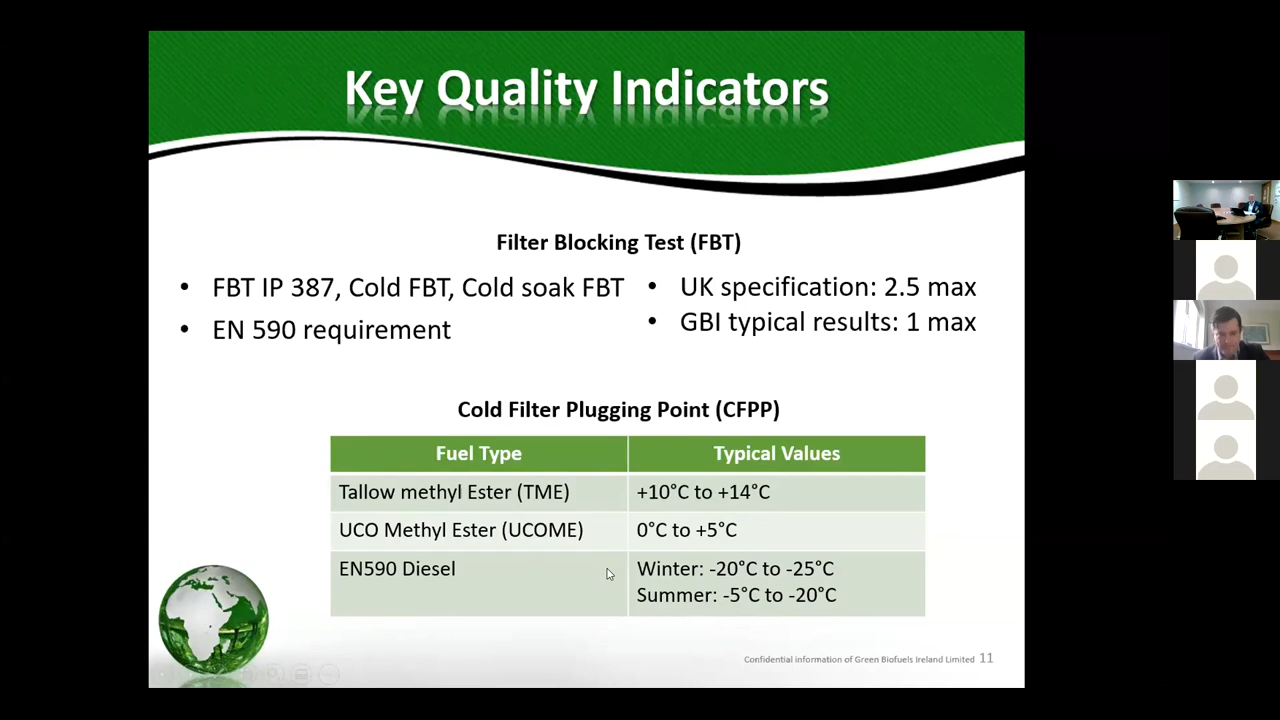 Key Quality Indicators
Filter Blocking Test (FBT)
• FBT IP 387, Cold FBT, Cold soak FBT
• EN 590 requirement
• UK specification: 2.5 max
• GBI typical results: 1 max
Cold Filter Plugging Point (CFPP)
Fuel Type
Typical Values
Tallow methyl Ester (TME)
+10°C to +14°C
UCO Methyl Ester (UCOME)
0°C to +5°C
EN590 Diesel
Winter: -20°C to -25°C
Summer: -5°C to -20°C
Confidential information of Green Biofuels Ireland Limited 11